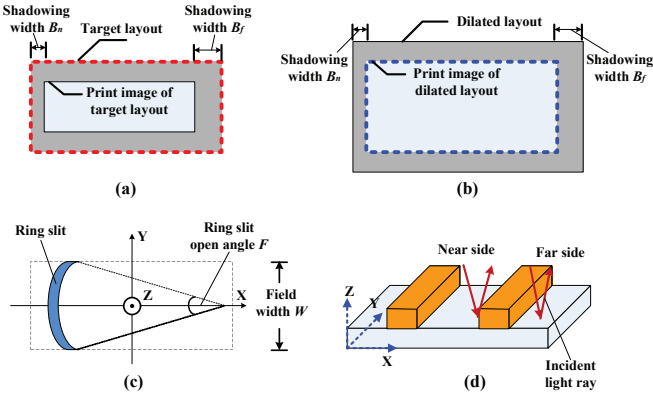 Shadowing
width Bn
Target layout
Shadowing
width Bf
Print image of
target layout
(a)
Shadowing
width Bn
Dilated layout
Shadowing
width Bf
Print image of
dilated layout
(b)
Ring slit
Y
Ring slit
open angle F
Z
X
Field
width W
(c)
Near side
Far side
Z
Y
X
Incident
light ray
(d)